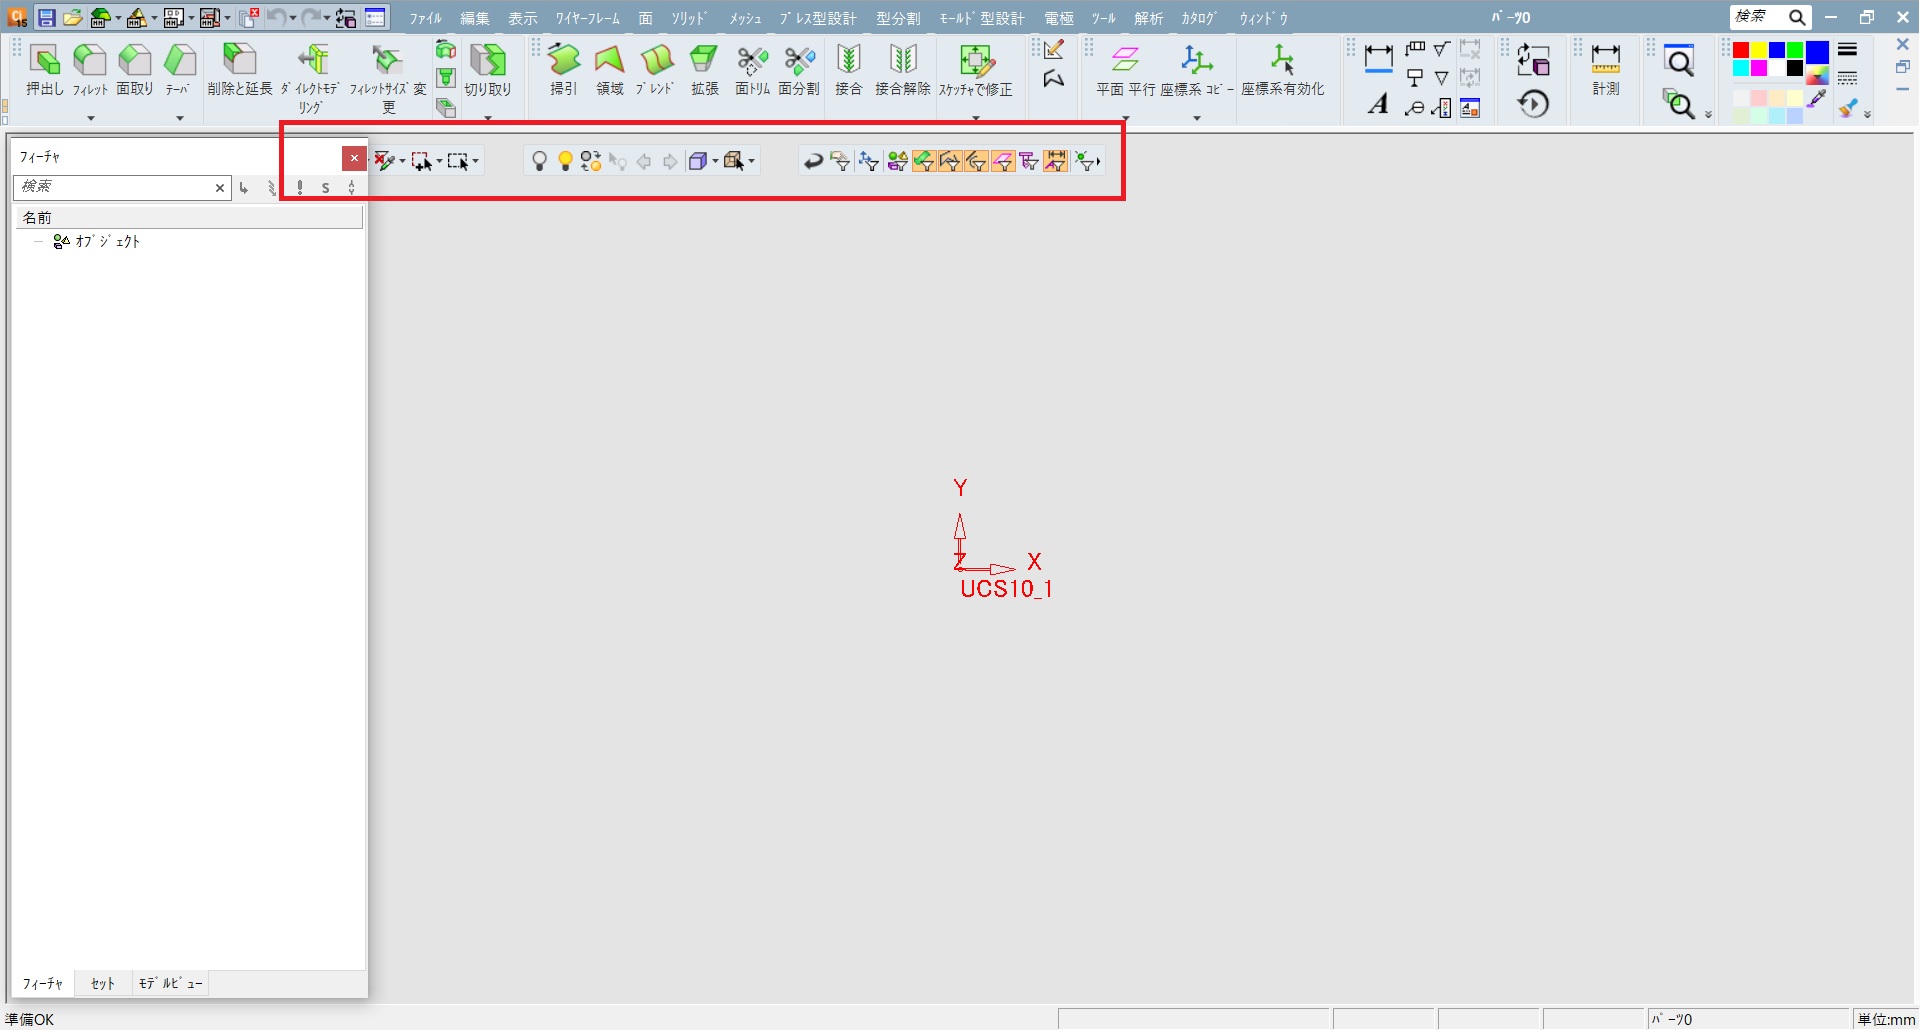 15
ﾌｧｲﾙ 編集 表示 ﾜｲﾔｰﾌﾚｰﾑ 面 ｿﾘｯﾄﾞ ﾒｯｼｭ ﾌﾟﾚｽ型設計 型分割 ﾓｰﾙﾄﾞ型設計 電極 ﾂｰﾙ 解析 ｶﾀﾛｸﾞ ｳｨﾝﾄﾞｳ
ﾊﾟｰﾂ0
検索
押出し ﾌｨﾚｯﾄ 面取り ﾃｰﾊﾟ 削除と延長 ﾀﾞｲﾚｸﾄﾓﾃﾞﾘﾝｸﾞ ﾌｨﾚｯﾄｻｲｽﾞ変更 切り取り
掃引 領域 ﾌﾞﾚﾝﾄﾞ 拡張 面ﾄﾘﾑ 面分割 接合 接合解除 ｽｹｯﾁｬで修正
平面 平行 座標系 ｺﾋﾟｰ 座標系有効化
A
計測
ﾌｨｰﾁｬ
検索
S
名前
ｵﾌﾞｼﾞｪｸﾄ
Y
Z
X
UCS10_1
ﾌｨｰﾁｬ ｾｯﾄ ﾓﾃﾞﾙﾋﾞｭｰ
準備OK
ﾊﾟｰﾂ0
単位:mm